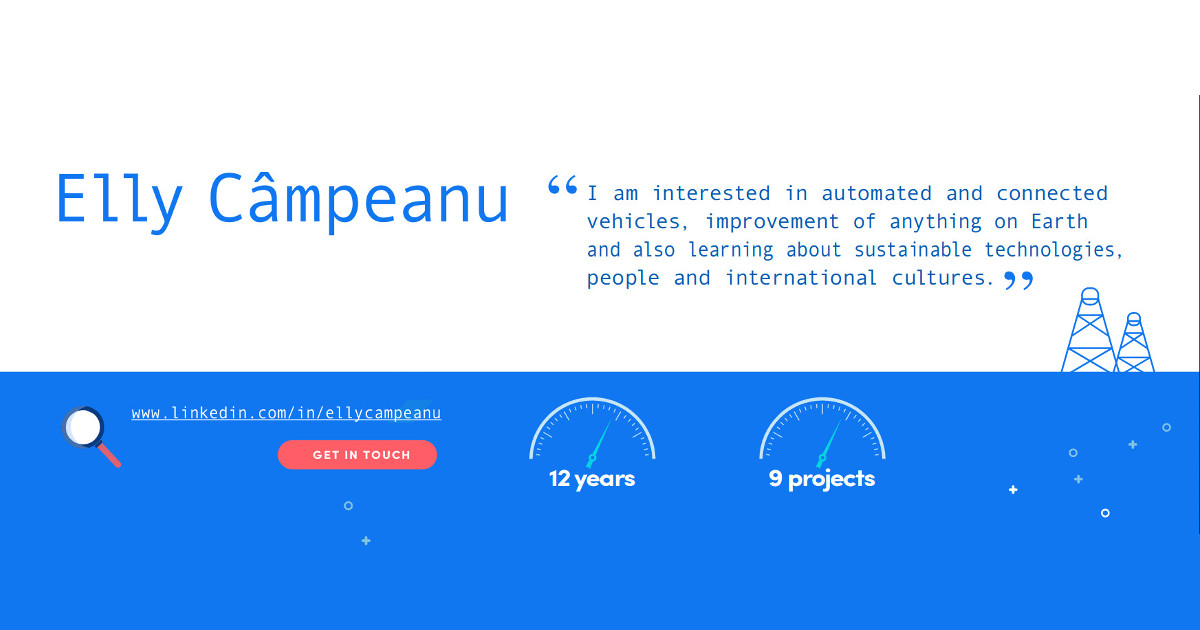 Elly Câmpeanu
“ I am interested in automated and connected
vehicles, improvement of anything on Earth
and also learning about sustainable technologies,
people and international cultures. ”
www.linkedin.com/in/ellycampeanu
GET IN TOUCH
12 years
9 projects